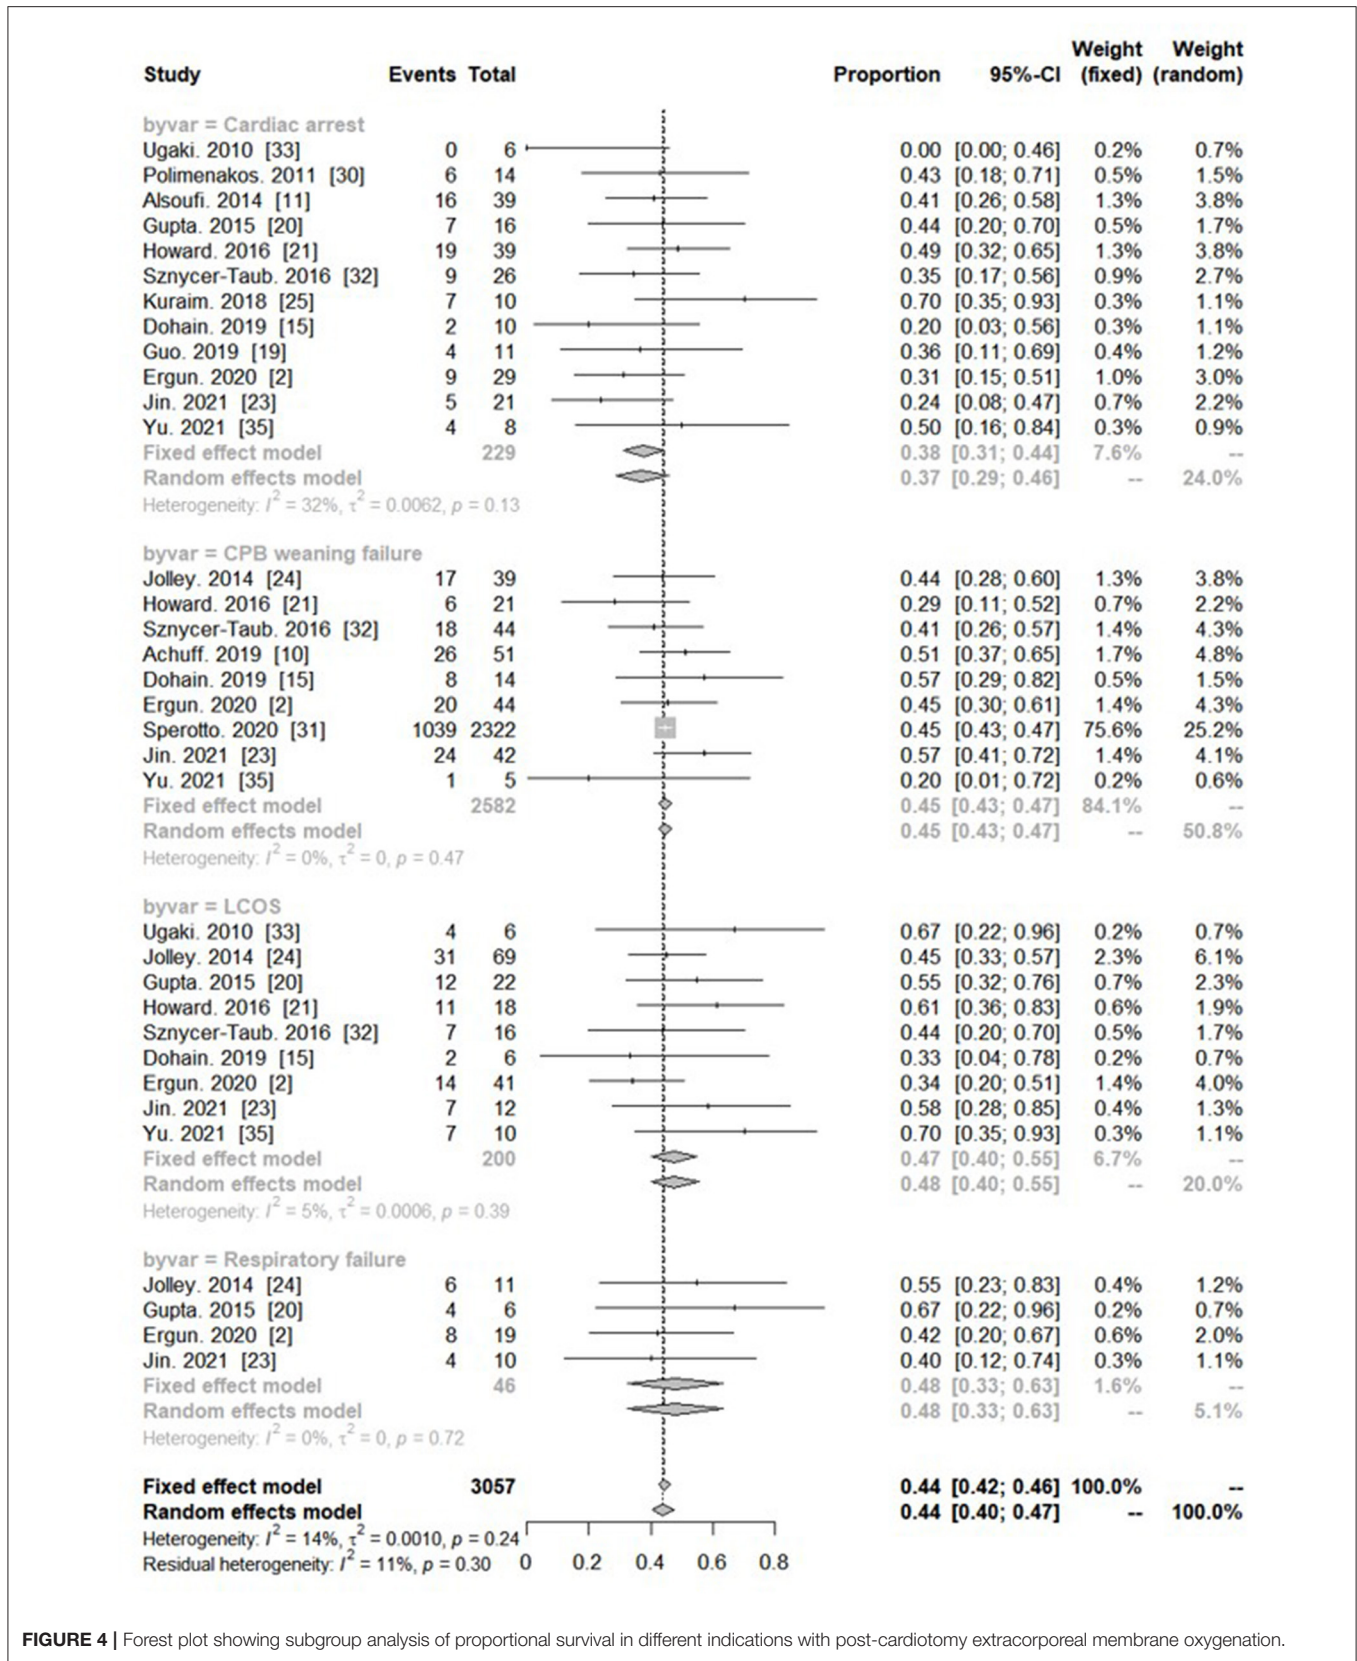 Study Events Total Proportion 95%-CI Weight (fixed) Weight (random)
byvar = Cardiac arrest
Ugaki. 2010 [33] 0 6 0.00 [0.00; 0.46] 0.2% 0.7%
Polimenakos. 2011 [30] 6 14 0.43 [0.18; 0.71] 0.5% 1.5%
Alsoufi. 2014 [11] 16 39 0.41 [0.26; 0.58] 1.3% 3.8%
Gupta. 2015 [20] 7 16 0.44 [0.20; 0.70] 0.5% 1.7%
Howard. 2016 [21] 19 39 0.49 [0.32; 0.65] 1.3% 3.8%
Sznycer-Taub. 2016 [32] 9 26 0.35 [0.17; 0.56] 0.9% 2.7%
Kuraim. 2018 [25] 7 10 0.70 [0.35; 0.93] 0.3% 1.1%
Dohain. 2019 [15] 2 10 0.20 [0.03; 0.56] 0.3% 1.1%
Guo. 2019 [19] 4 11 0.36 [0.11; 0.69] 0.4% 1.2%
Ergun. 2020 [2] 9 29 0.31 [0.15; 0.51] 1.0% 3.0%
Jin. 2021 [23] 5 21 0.24 [0.08; 0.47] 0.7% 2.2%
Yu. 2021 [35] 4 8 0.50 [0.16; 0.84] 0.3% 0.9%
Fixed effect model 229 0.38 [0.31; 0.44] 7.6% --
Random effects model 0.37 [0.29; 0.46] -- 24.0%
Heterogeneity: I² = 32%, τ² = 0.0062, p = 0.13
byvar = CPB weaning failure
Jolley. 2014 [24] 17 39 0.44 [0.28; 0.60] 1.3% 3.8%
Howard. 2016 [21] 6 21 0.29 [0.11; 0.52] 0.7% 2.2%
Sznycer-Taub. 2016 [32] 18 44 0.41 [0.26; 0.57] 1.4% 4.3%
Achuff. 2019 [10] 26 51 0.51 [0.37; 0.65] 1.7% 4.8%
Dohain. 2019 [15] 8 14 0.57 [0.29; 0.82] 0.5% 1.5%
Ergun. 2020 [2] 20 44 0.45 [0.30; 0.61] 1.4% 4.3%
Sperotto. 2020 [31] 1039 2322 0.45 [0.43; 0.47] 75.6% 25.2%
Jin. 2021 [23] 24 42 0.57 [0.41; 0.72] 1.4% 4.1%
Yu. 2021 [35] 1 5 0.20 [0.01; 0.72] 0.2% 0.6%
Fixed effect model 2582 0.45 [0.43; 0.47] 84.1% --
Random effects model 0.45 [0.43; 0.47] -- 50.8%
Heterogeneity: I² = 0%, τ² = 0, p = 0.47
byvar = LCOS
Ugaki. 2010 [33] 4 6 0.67 [0.22; 0.96] 0.2% 0.7%
Jolley. 2014 [24] 31 69 0.45 [0.33; 0.57] 2.3% 6.1%
Gupta. 2015 [20] 12 22 0.55 [0.32; 0.76] 0.7% 2.3%
Howard. 2016 [21] 11 18 0.61 [0.36; 0.83] 0.6% 1.9%
Sznycer-Taub. 2016 [32] 7 16 0.44 [0.20; 0.70] 0.5% 1.7%
Dohain. 2019 [15] 2 6 0.33 [0.04; 0.78] 0.2% 0.7%
Ergun. 2020 [2] 14 41 0.34 [0.20; 0.51] 1.4% 4.0%
Jin. 2021 [23] 7 12 0.58 [0.28; 0.85] 0.4% 1.3%
Yu. 2021 [35] 7 10 0.70 [0.35; 0.93] 0.3% 1.1%
Fixed effect model 200 0.47 [0.40; 0.55] 6.7% --
Random effects model 0.48 [0.40; 0.55] -- 20.0%
Heterogeneity: I² = 5%, τ² = 0.0006, p = 0.39
byvar = Respiratory failure
Jolley. 2014 [24] 6 11 0.55 [0.23; 0.83] 0.4% 1.2%
Gupta. 2015 [20] 4 6 0.67 [0.22; 0.96] 0.2% 0.7%
Ergun. 2020 [2] 8 19 0.42 [0.20; 0.67] 0.6% 2.0%
Jin. 2021 [23] 4 10 0.40 [0.12; 0.74] 0.3% 1.1%
Fixed effect model 46 0.48 [0.33; 0.63] 1.6% --
Random effects model 0.48 [0.33; 0.63] -- 5.1%
Heterogeneity: I² = 0%, τ² = 0, p = 0.72
Fixed effect model 3057 0.44 [0.42; 0.46] 100.0% --
Random effects model 0.44 [0.40; 0.47] -- 100.0%
Heterogeneity: I² = 14%, τ² = 0.0010, p = 0.24
Residual heterogeneity: I² = 11%, p = 0.30 0 0.2 0.4 0.6 0.8
FIGURE 4 | Forest plot showing subgroup analysis of proportional survival in different indications with post-cardiotomy extracorporeal membrane oxygenation.